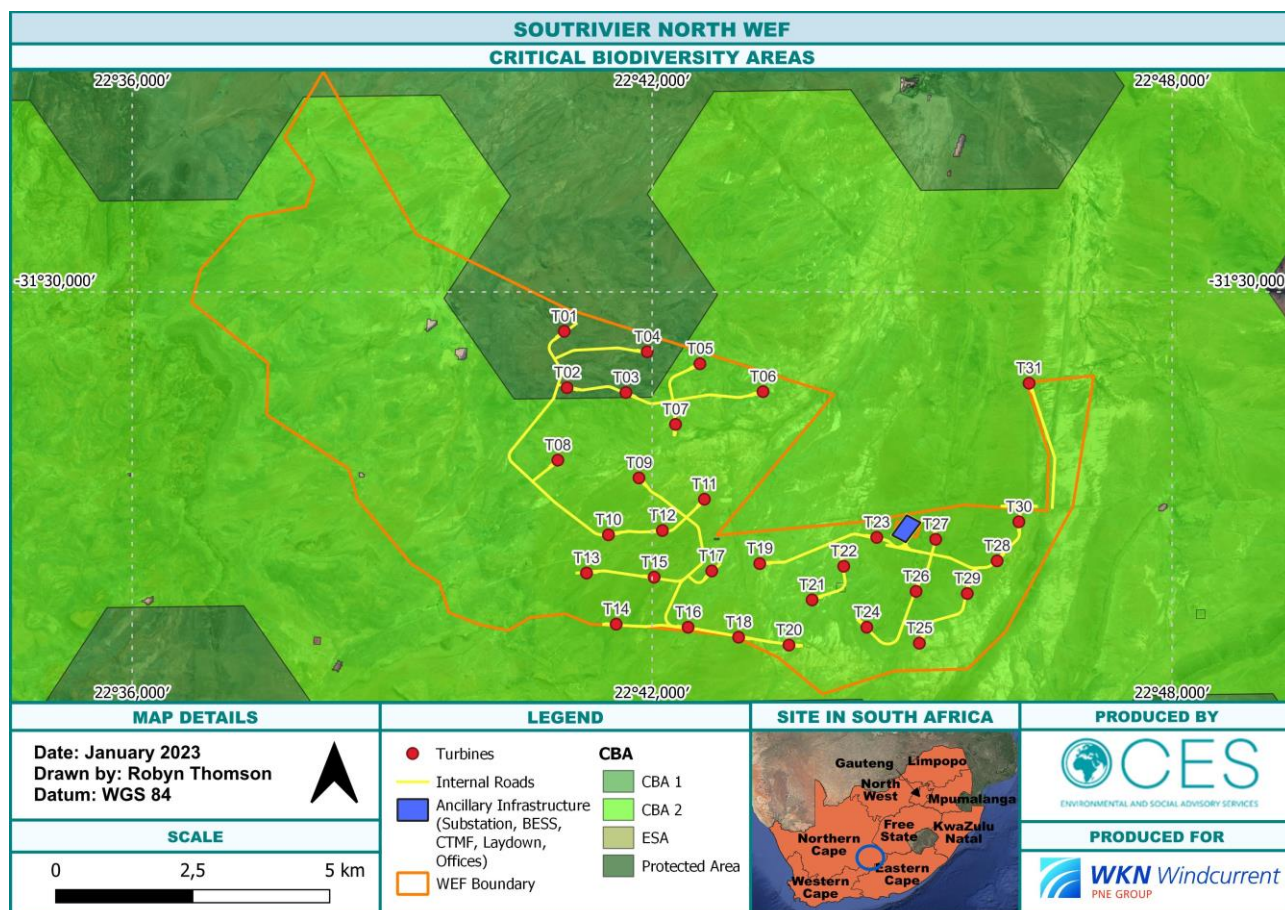 SOUTRIVIER NORTH WEF
CRITICAL BIODIVERSITY AREAS
22°36,000′
22°42,000′
22°48,000′
-31°30,000′
-31°30,000′
T01
T04
T05
T02
T03
T06
T31
T07
T08
T09
T11
T10
T12
T23
T27
T30
T13
T15
T17
T19
T22
T28
T21
T26
T29
T14
T16
T18
T20
T24
T25
22°36,000′
22°42,000′
22°48,000′
MAP DETAILS
Date: January 2023
Drawn by: Robyn Thomson
Datum: WGS 84
SCALE
0
2,5
5 km
LEGEND
Turbines
Internal Roads
Ancillary Infrastructure
(Substation, BESS,
CTMF, Laydown,
Offices)
WEF Boundary
CBA
CBA 1
CBA 2
ESA
Protected Area
SITE IN SOUTH AFRICA
Gauteng
Limpopo
North
West
Mpumalanga
Free
State
KwaZulu
Natal
Northern
Cape
Eastern
Cape
Western
Cape
PRODUCED BY
CES
ENVIRONMENTAL AND SOCIAL ADVISORY SERVICES
PRODUCED FOR
WKN Windcurrent
PNE GROUP